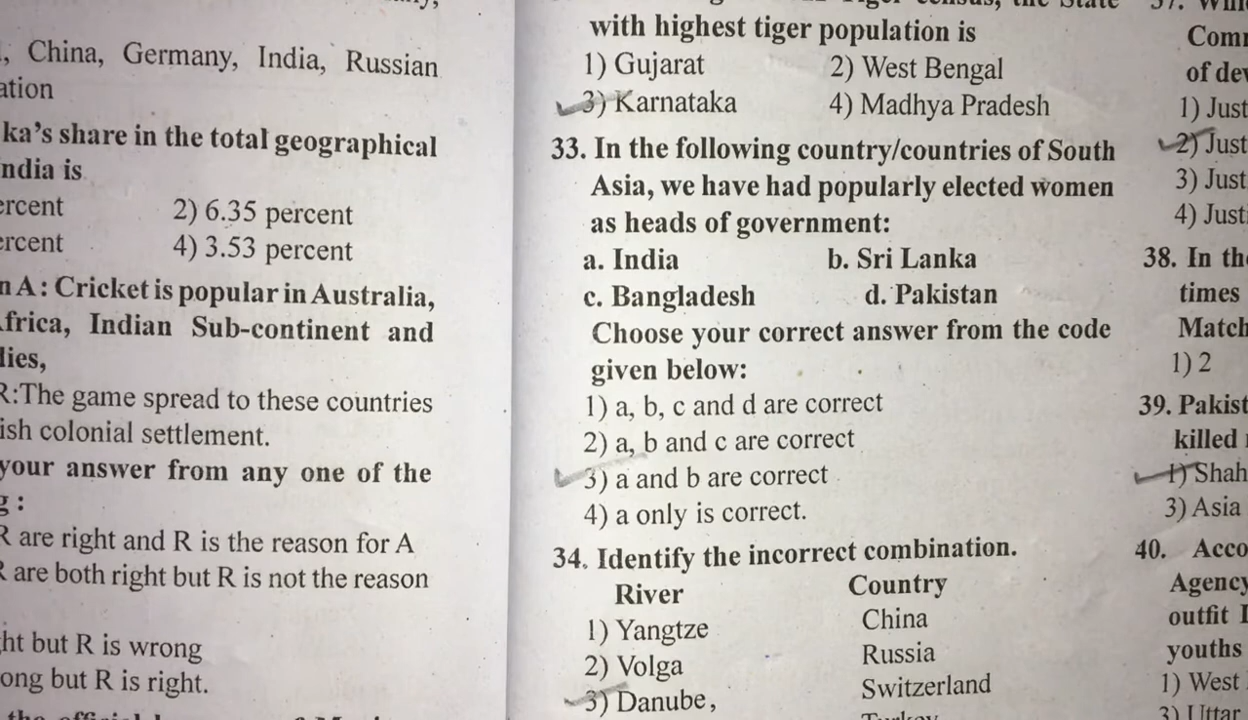 , China, Germany, India, Russian
ation
ka's share in the total geographical
ndia is
ercent 2) 6.35 percent
ercent 4) 3.53 percent
n A: Cricket is popular in Australia,
frica, Indian Sub-continent and
lies,
R:The game spread to these countries
ish colonial settlement.
your answer from any one of the
g :
R are right and R is the reason for A
R are both right but R is not the reason
ht but R is wrong
ong but R is right.
with highest tiger population is
1) Gujarat 2) West Bengal
3) Karnataka 4) Madhya Pradesh
33. In the following country/countries of South
Asia, we have had popularly elected women
as heads of government:
a. India b. Sri Lanka
c. Bangladesh d. Pakistan
Choose your correct answer from the code
given below:
1) a, b, c and d are correct
2) a, b and c are correct
3) a and b are correct
4) a only is correct.
34. Identify the incorrect combination.
River Country
1) Yangtze China
2) Volga Russia
3) Danube, Switzerland
37.
Com
of dev
1) Just
2) Just
3) Just
4) Justi
38. In the
times
Match
1) 2
39. Pakist
killed
1) Shah
3) Asia
40. Acco
Agency
outfit I
youths
1) West
3) Uttar